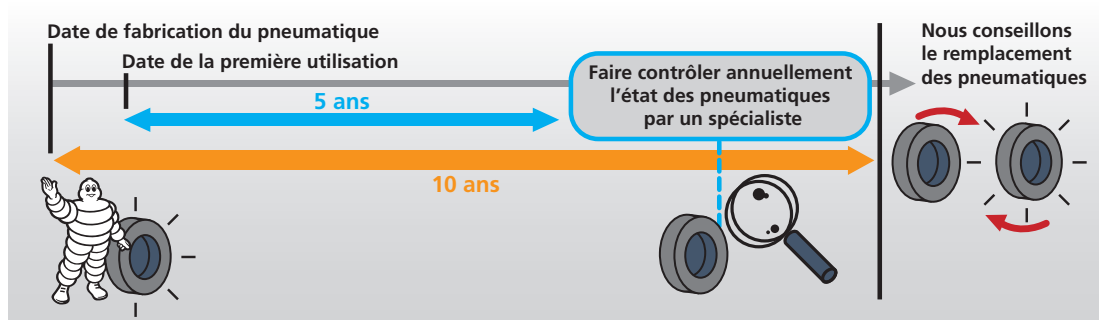 Date de fabrication du pneumatique
Date de la première utilisation
5 ans
Faire contrôler annuellement
l’état des pneumatiques
par un spécialiste
10 ans
Nous conseillons
le remplacement
des pneumatiques